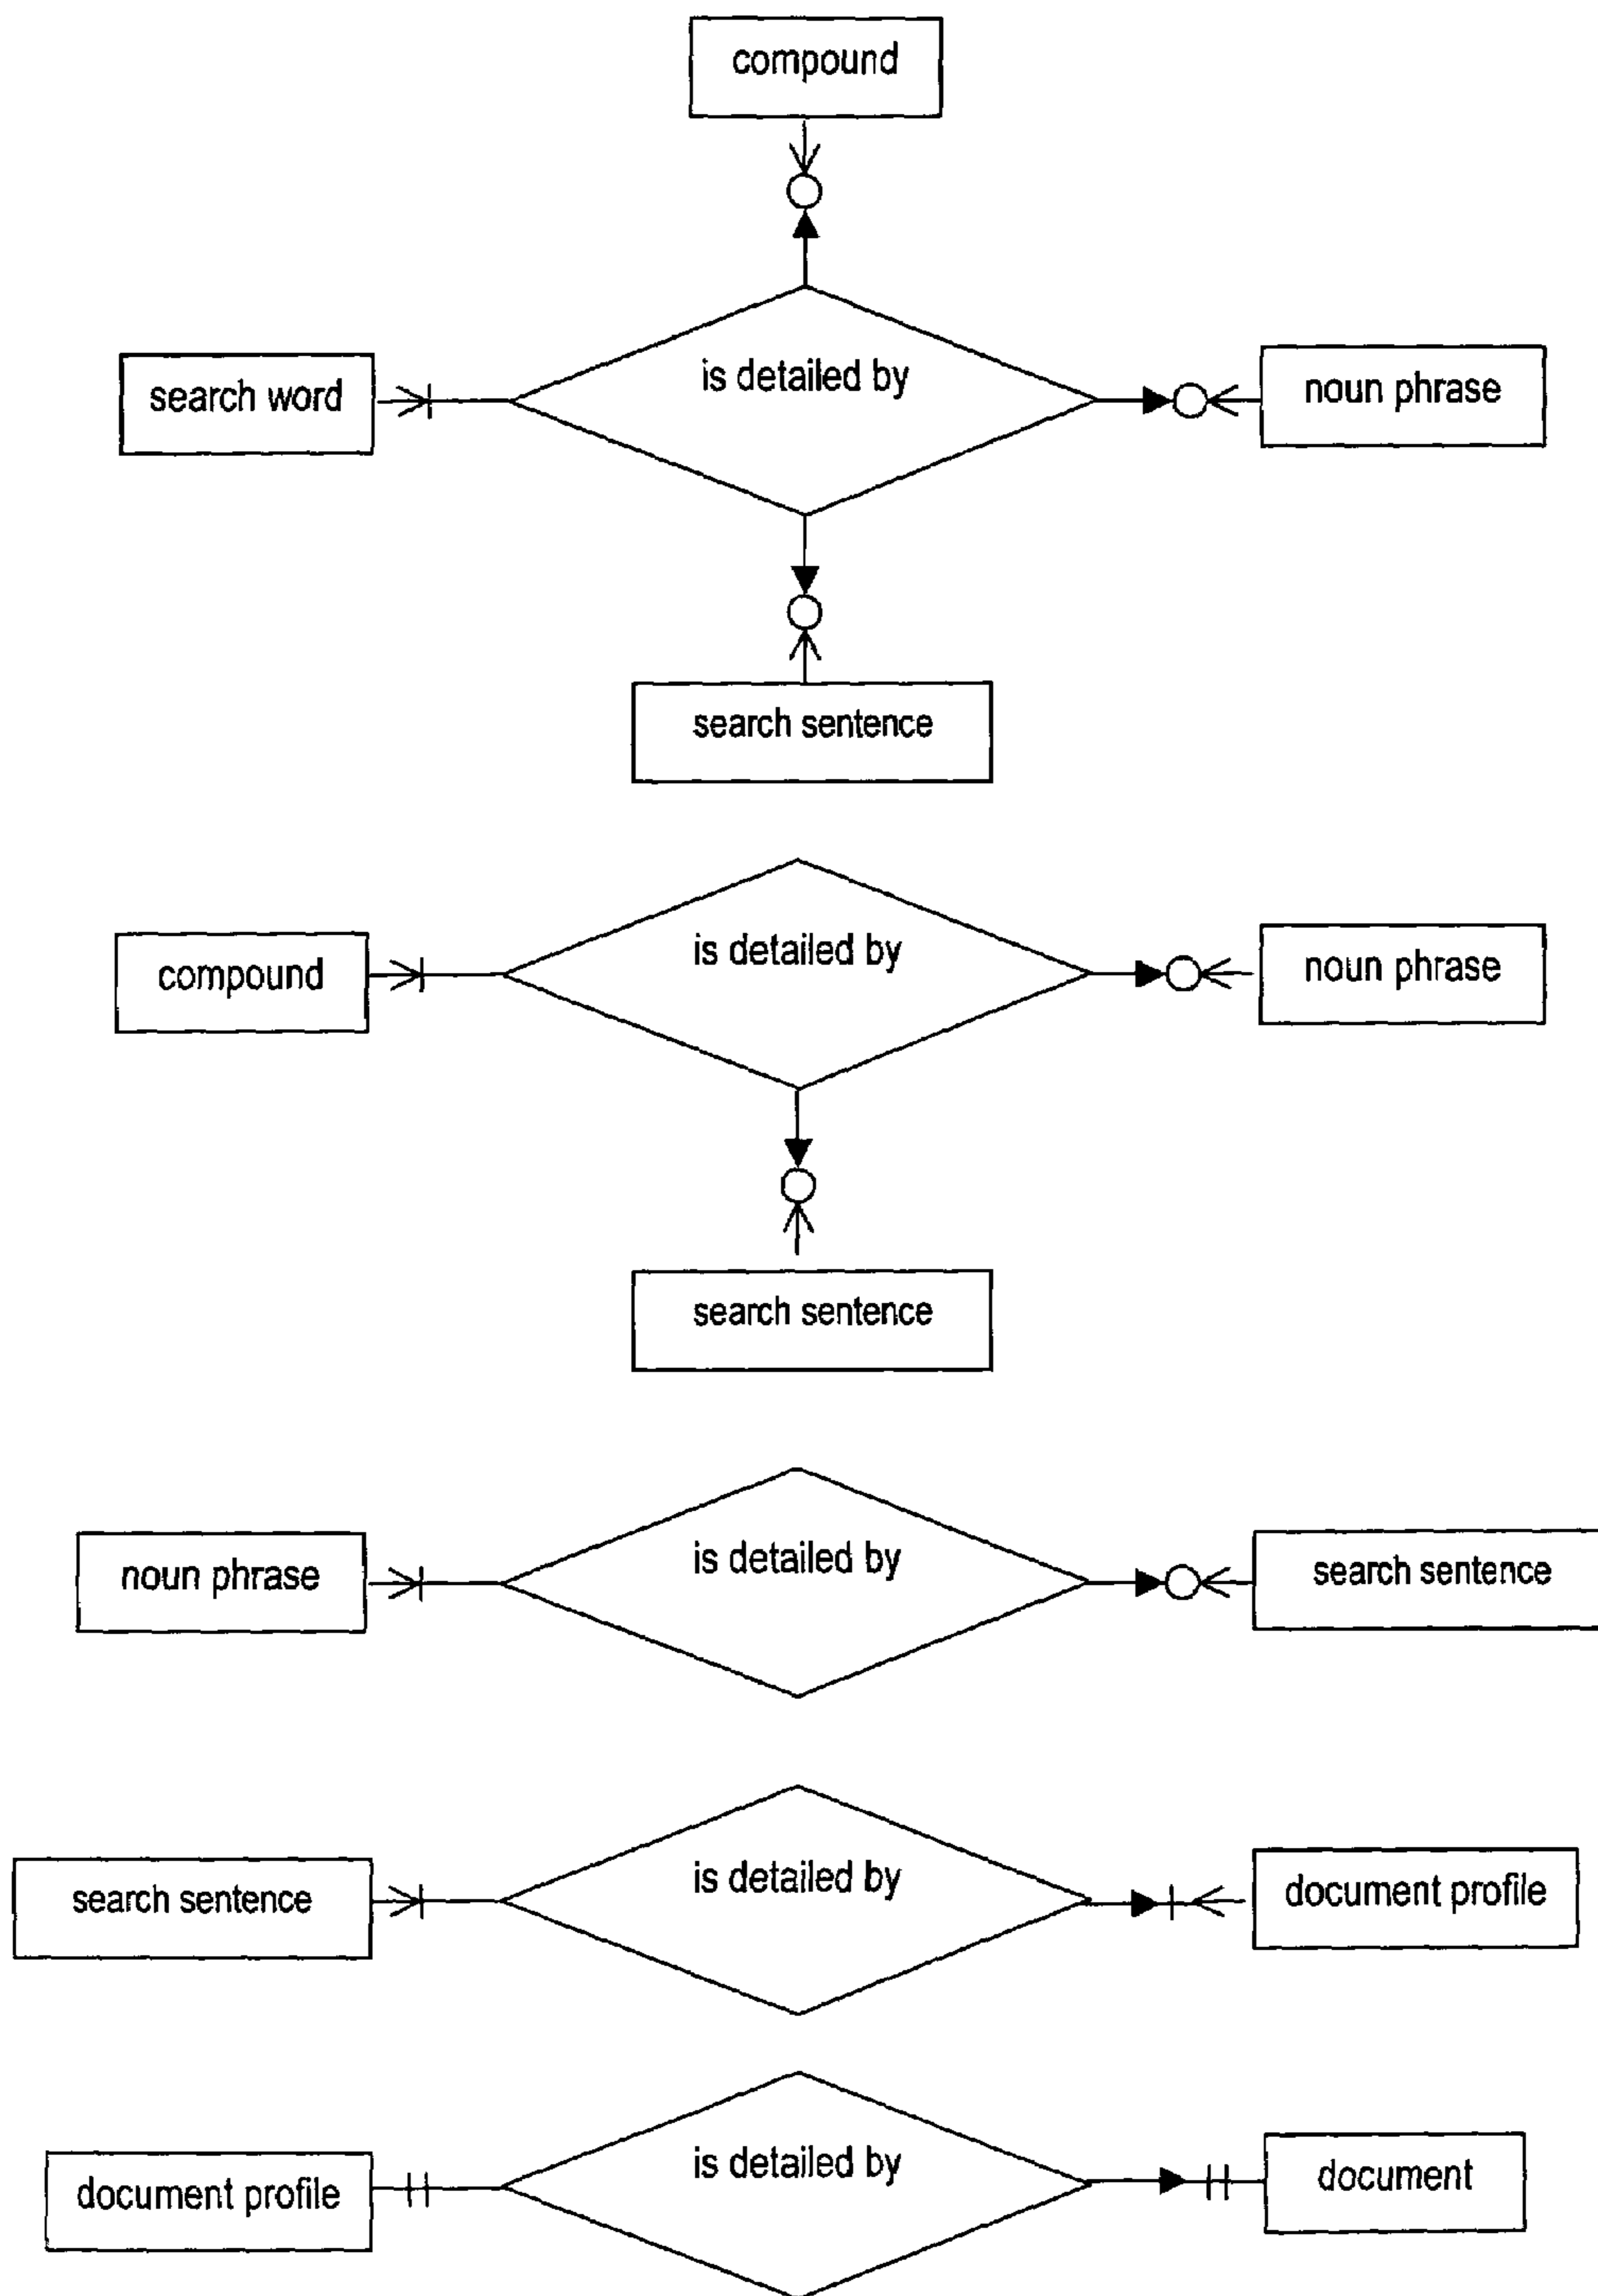 compound
is detailed by
search word
noun phrase
search sentence
is detailed by
compound
noun phrase
search sentence
is detailed by
noun phrase
search sentence
is detailed by
search sentence
document profile
is detailed by
document profile
document